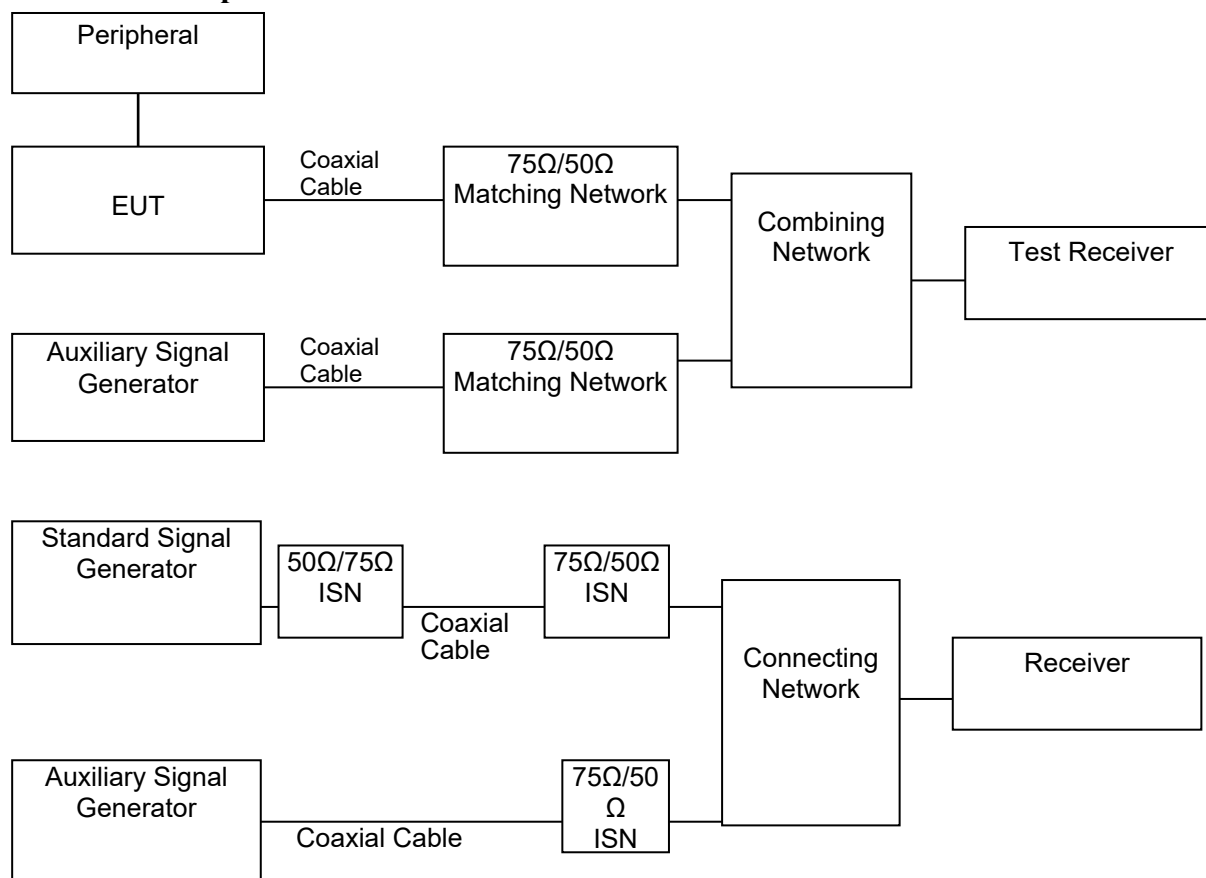 Peripheral
EUT
Coaxial
Cable
75Ω/50Ω
Matching Network
Combining
Network
Test Receiver
Auxiliary Signal
Generator
Coaxial
Cable
75Ω/50Ω
Matching Network
Standard Signal
Generator
50Ω/75Ω
ISN
Coaxial
Cable
75Ω/50Ω
ISN
Connecting
Network
Receiver
Auxiliary Signal
Generator
Coaxial Cable
75Ω/50
Ω
ISN